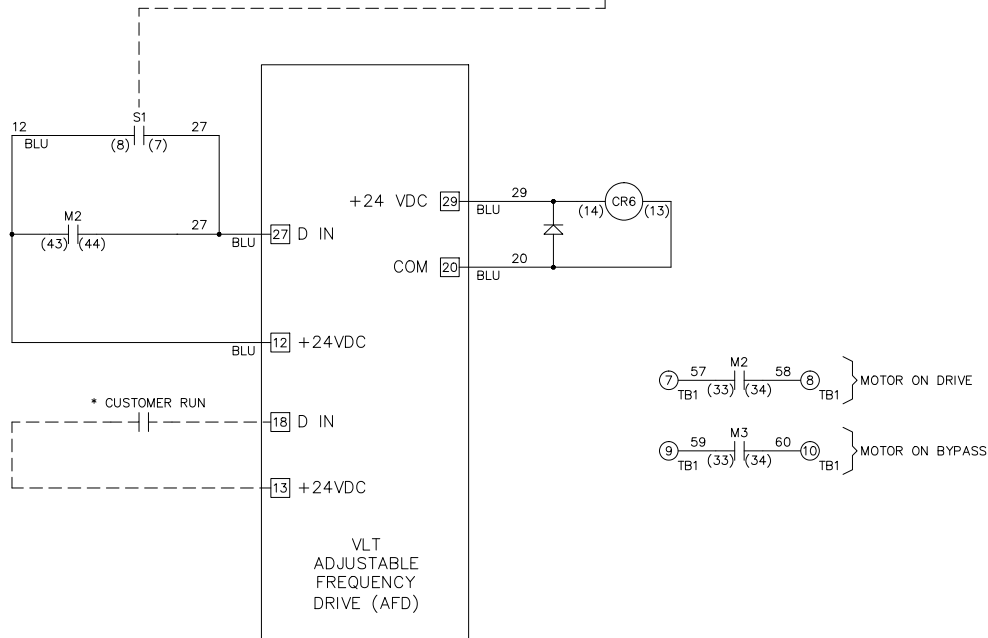 S1
12
27
BLU
(8)
(7)
M2
27
(43)
(44)
BLU
27
D IN
BLU
12
+24VDC
* CUSTOMER RUN
18
D IN
13
+24VDC
+24 VDC
29
29
BLU
(14)
CR6
(13)
COM
20
20
BLU
VLT
ADJUSTABLE
FREQUENCY
DRIVE (AFD)
7
57
M2
58
8
TB1
(33)
(34)
TB1
MOTOR ON DRIVE
9
59
M3
60
10
TB1
(33)
(34)
TB1
MOTOR ON BYPASS